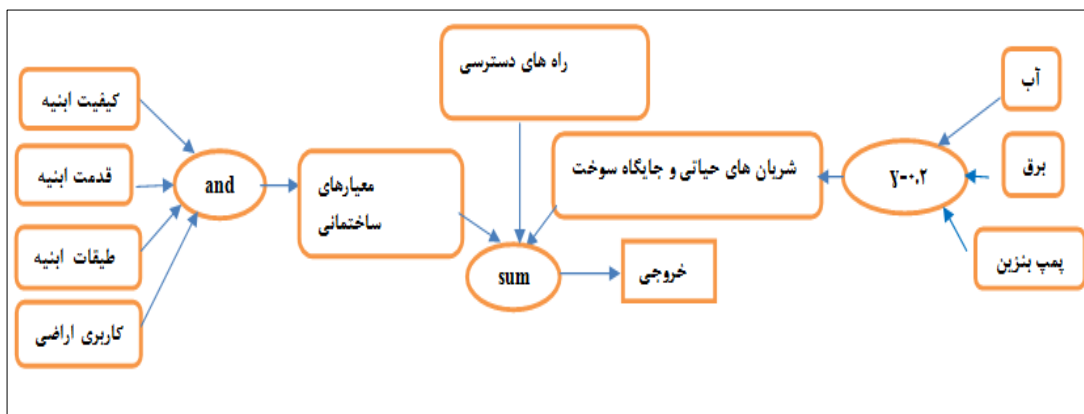 راه های دسترسی
آب
کیفیت ابنیه
شریان های حیاتی و جایگاه سوخت
برق
قدمت ابنیه
and
معیارهای
ساختمانی
γ-۰.۲
طبقات ابنیه
پمپ بنزین
sum
خروجی
کاربری اراضی